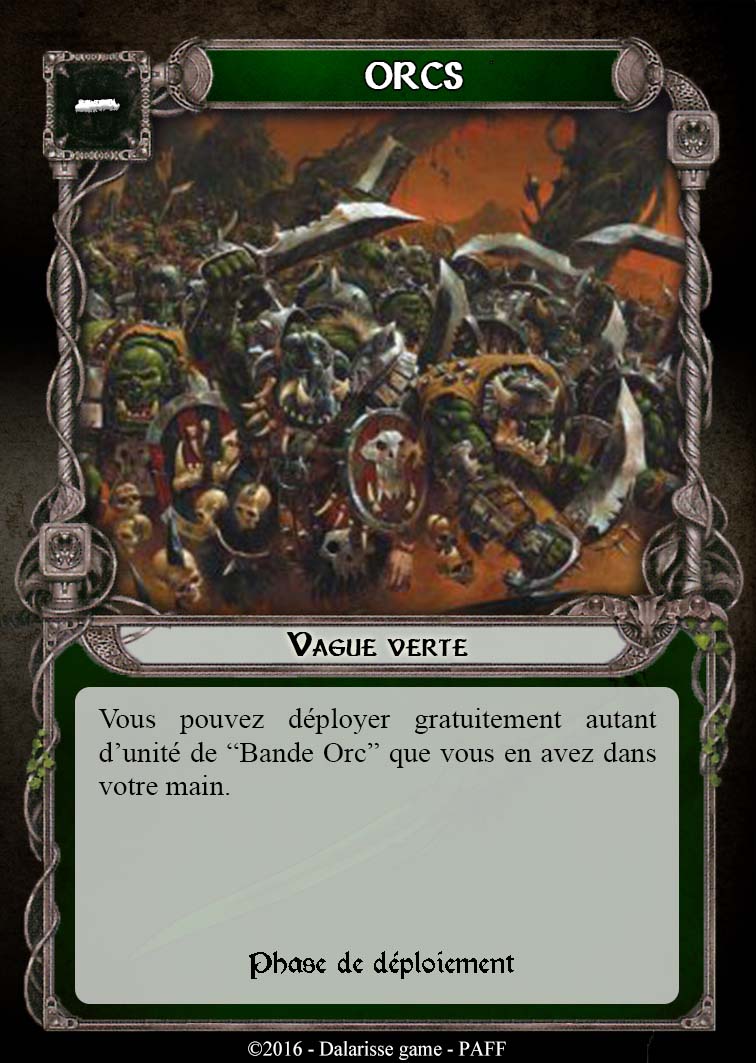 ORCS
-
VAGUE VERTE
Vous pouvez déployer gratuitement autant
d’unité de “Bande Orc” que vous en avez dans
votre main.
Phase de déploiement
©2016 - Dalarisse game - PAFF